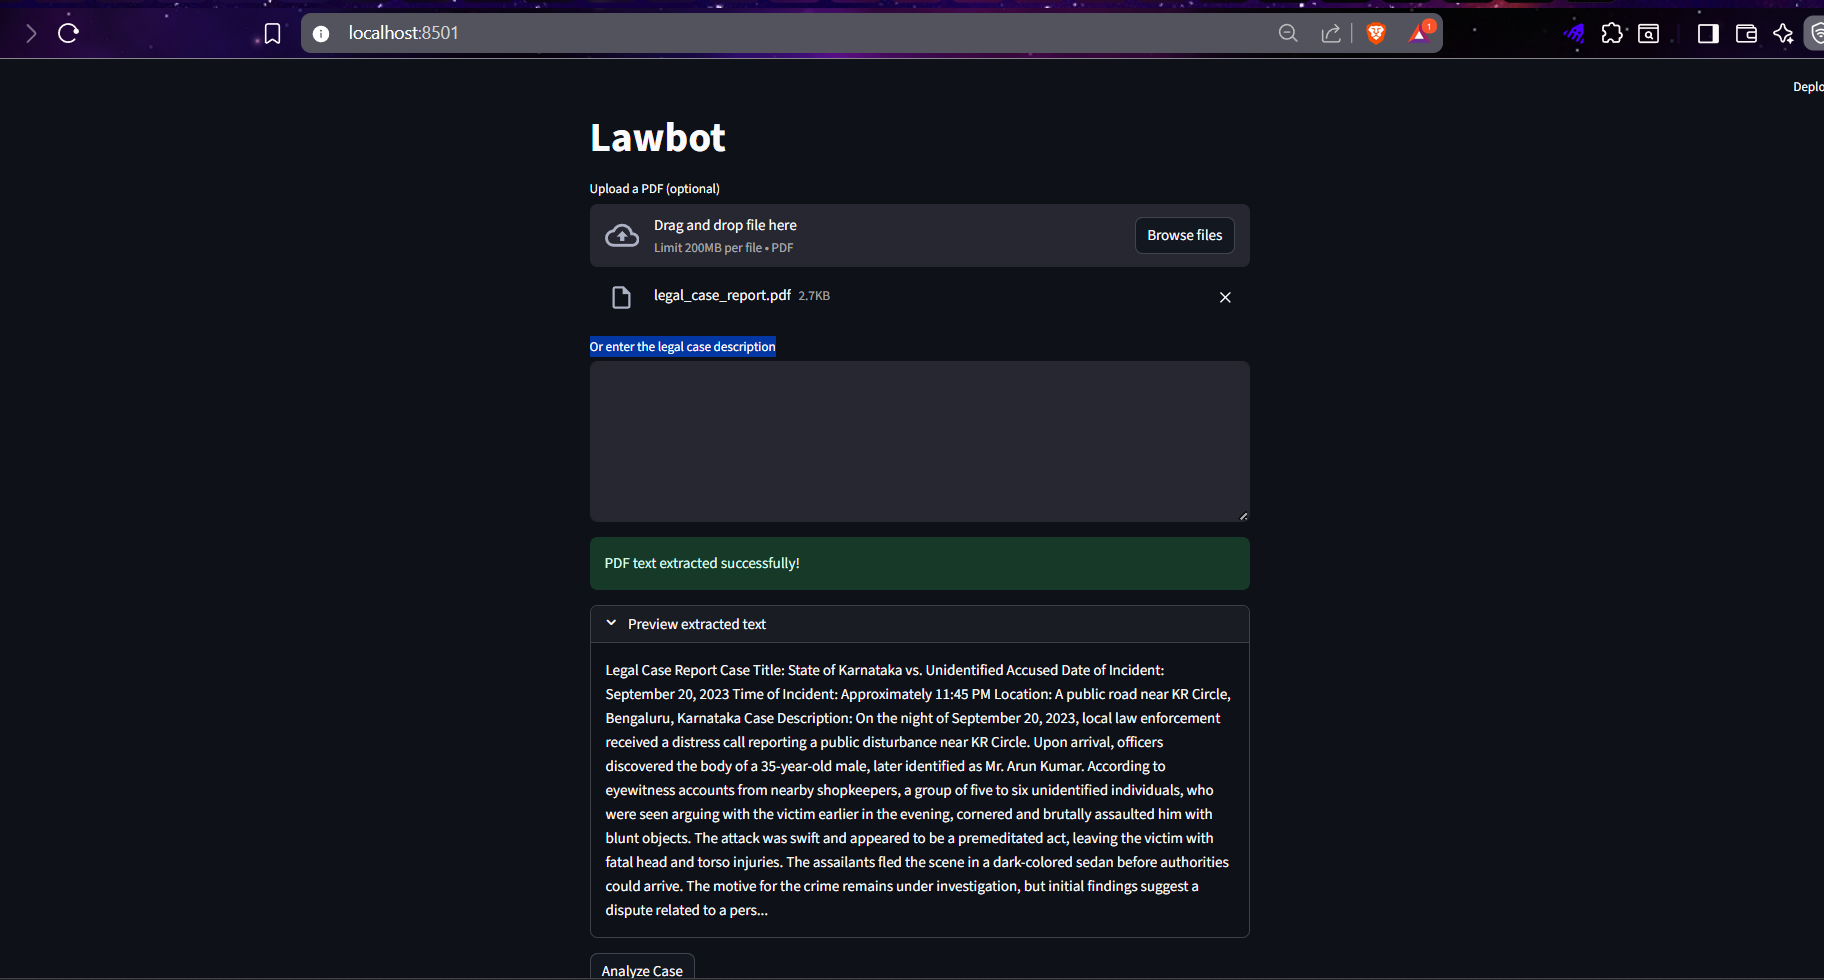 localhost:8501
1
Deplo
Lawbot
Upload a PDF (optional)
Drag and drop file here
Limit 200MB per file • PDF
Browse files
legal_case_report.pdf 2.7KB
Or enter the legal case description
PDF text extracted successfully!
Preview extracted text
Legal Case Report Case Title: State of Karnataka vs. Unidentified Accused Date of Incident:
September 20, 2023 Time of Incident: Approximately 11:45 PM Location: A public road near KR Circle,
Bengaluru, Karnataka Case Description: On the night of September 20, 2023, local law enforcement
received a distress call reporting a public disturbance near KR Circle. Upon arrival, officers
discovered the body of a 35-year-old male, later identified as Mr. Arun Kumar. According to
eyewitness accounts from nearby shopkeepers, a group of five to six unidentified individuals, who
were seen arguing with the victim earlier in the evening, cornered and brutally assaulted him with
blunt objects. The attack was swift and appeared to be a premeditated act, leaving the victim with
fatal head and torso injuries. The assailants fled the scene in a dark-colored sedan before authorities
could arrive. The motive for the crime remains under investigation, but initial findings suggest a
dispute related to a pers...
Analyze Case